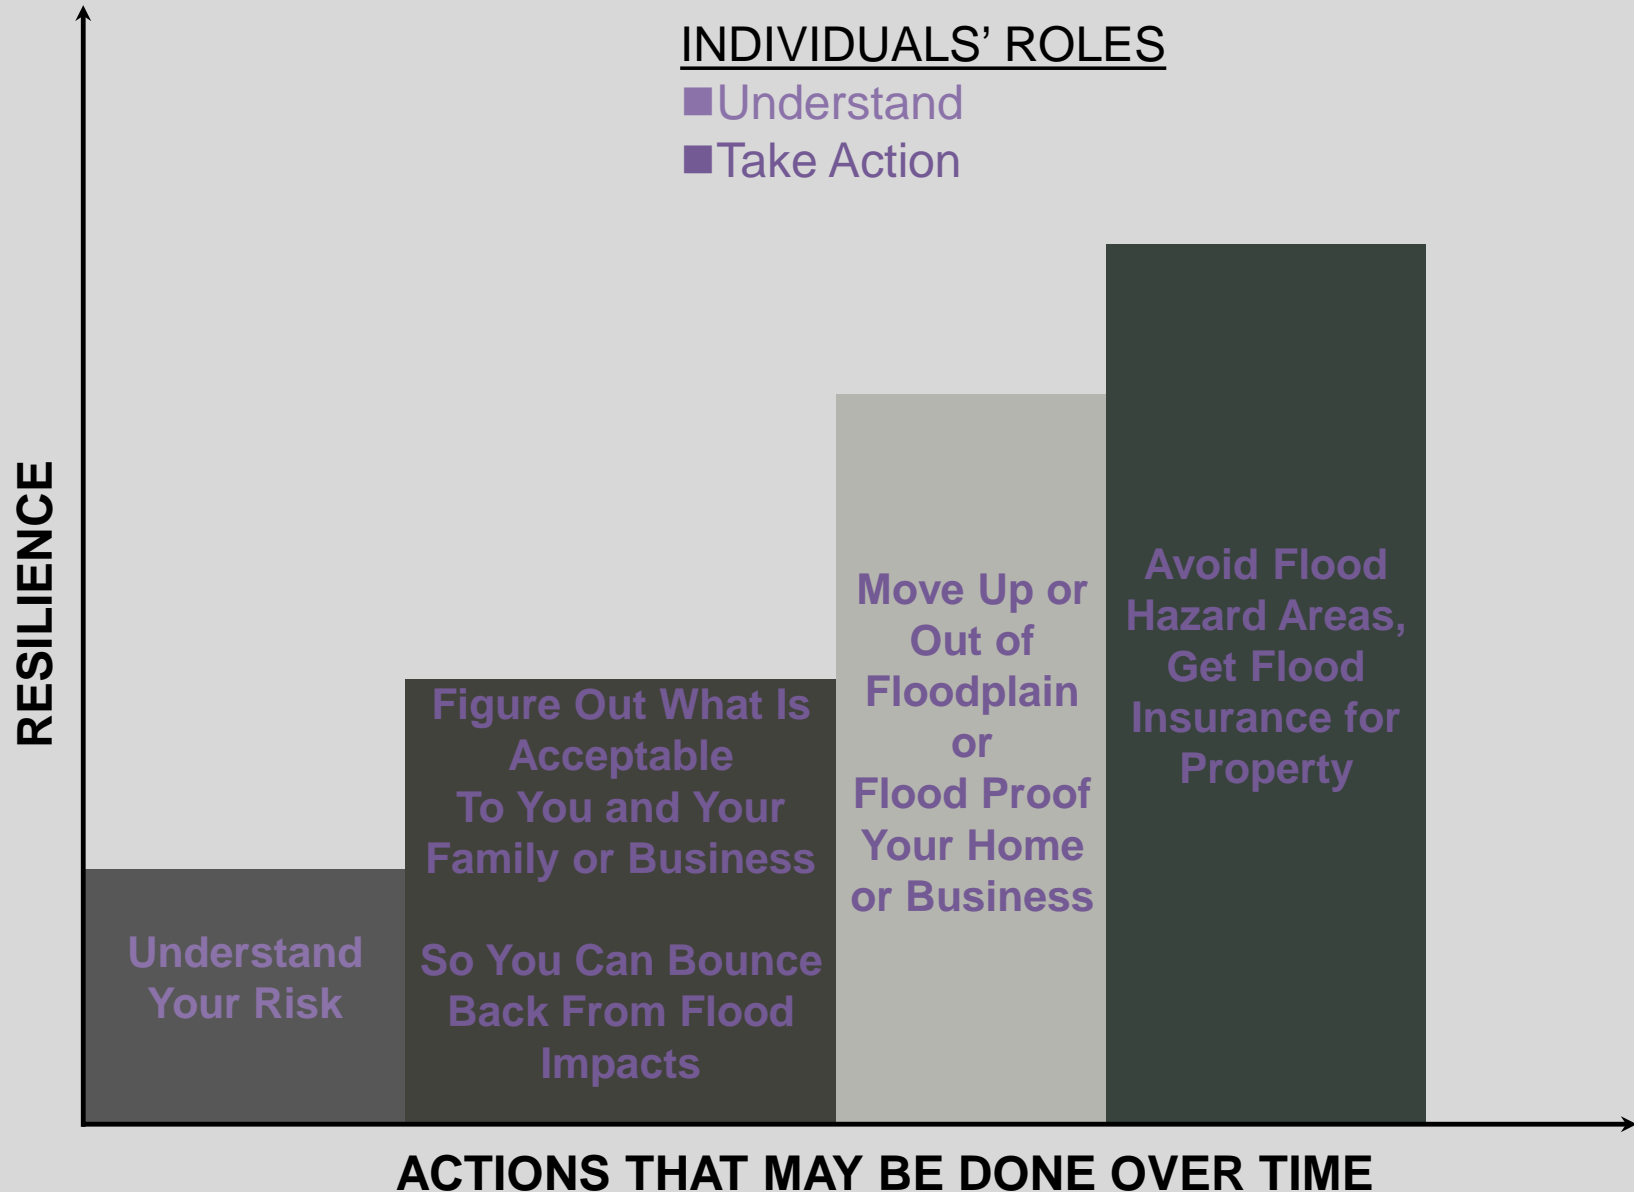 INDIVIDUALS’ ROLES
Understand
Take Action
RESILIENCE
Understand
Your Risk
Figure Out What Is
Acceptable
To You and Your
Family or Business
So You Can Bounce
Back From Flood
Impacts
Move Up or
Out of
Floodplain
or
Flood Proof
Your Home
or Business
Avoid Flood
Hazard Areas,
Get Flood
Insurance for
Property
ACTIONS THAT MAY BE DONE OVER TIME